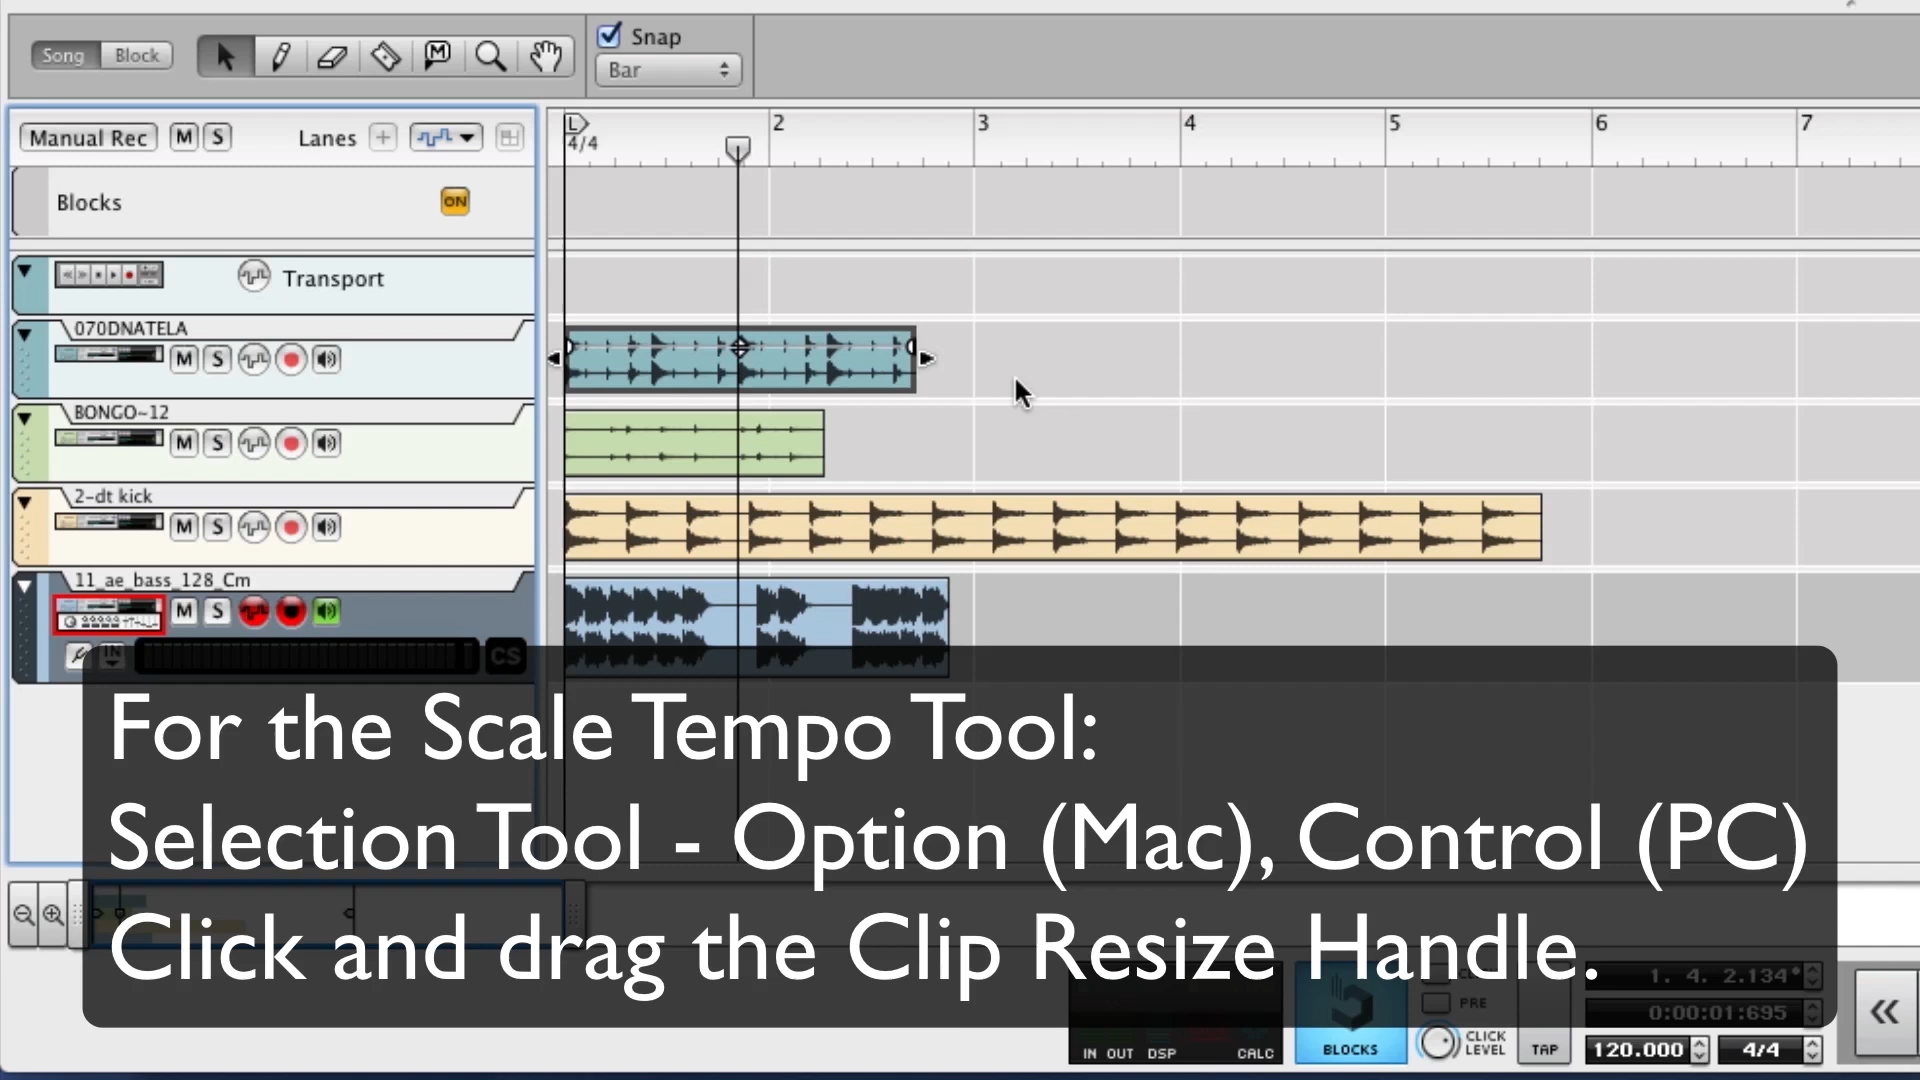 Song Block
Snap
Bar
Manual Rec M S Lanes
L 2 3 4 5 6 7
4/4
Blocks ON
Transport
070DNATELA
M S
BONGO~12
M S
2-dt kick
M S
11_ae_bass_128_Cm
M S
IN CS
For the Scale Tempo Tool:
Selection Tool - Option (Mac), Control (PC)
Click and drag the Clip Resize Handle.
1. 4. 2.134*
PRE
0:00:01:695
CLICK
LEVEL
IN OUT DSP CALC BLOCKS TAP 120.000 4/4